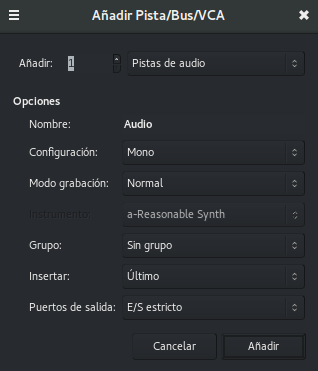 Añadir Pista/Bus/VCA
Añadir: 1 Pistas de audio
Opciones
Nombre: Audio
Configuración: Mono
Modo grabación: Normal
Instrumento: a-Reasonable Synth
Grupo: Sin grupo
Insertar: Último
Puertos de salida: E/S estricto
Cancelar Añadir